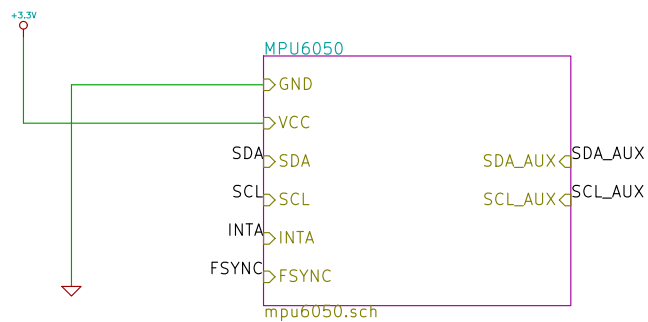 +3.3V
MPU6050
GND
VCC
SDA SDA SDA_AUX SDA_AUX
SCL SCL SCL_AUX SCL_AUX
INTA INTA
FSYNC FSYNC
mpu6050.sch